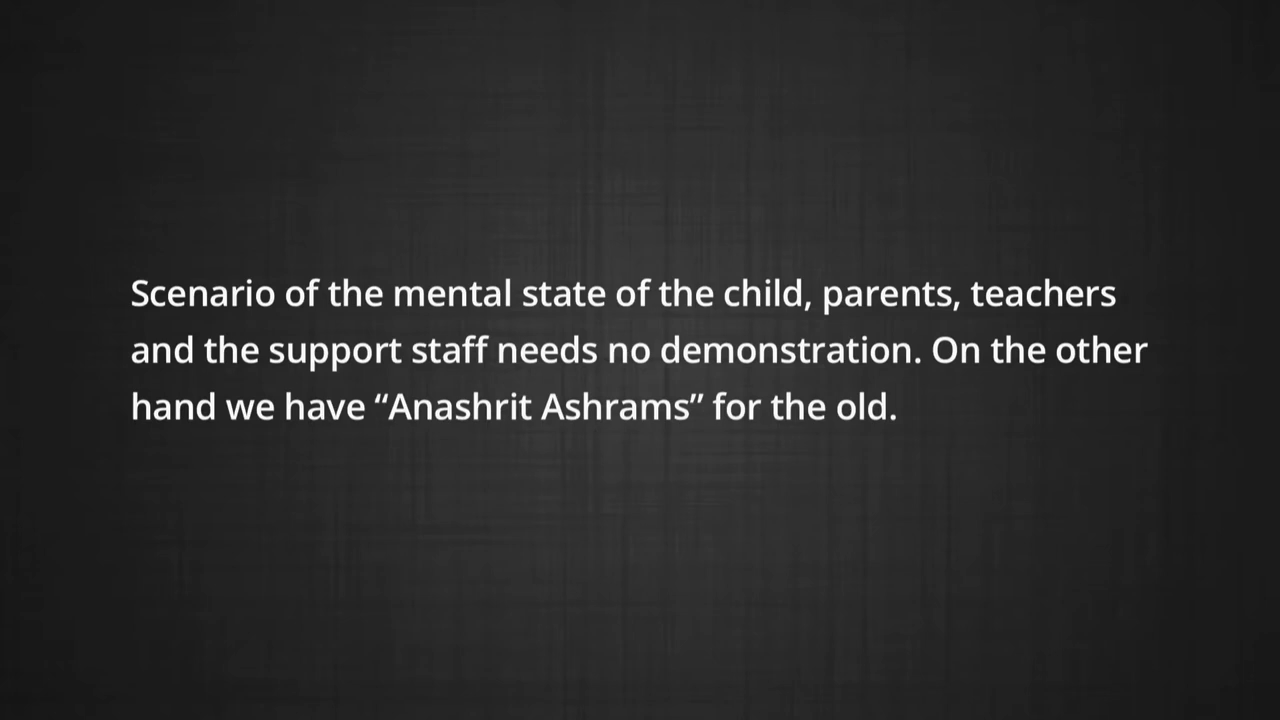 Scenario of the mental state of the child, parents, teachers
and the support staff needs no demonstration. On the other
hand we have “Anashrit Ashrams” for the old.